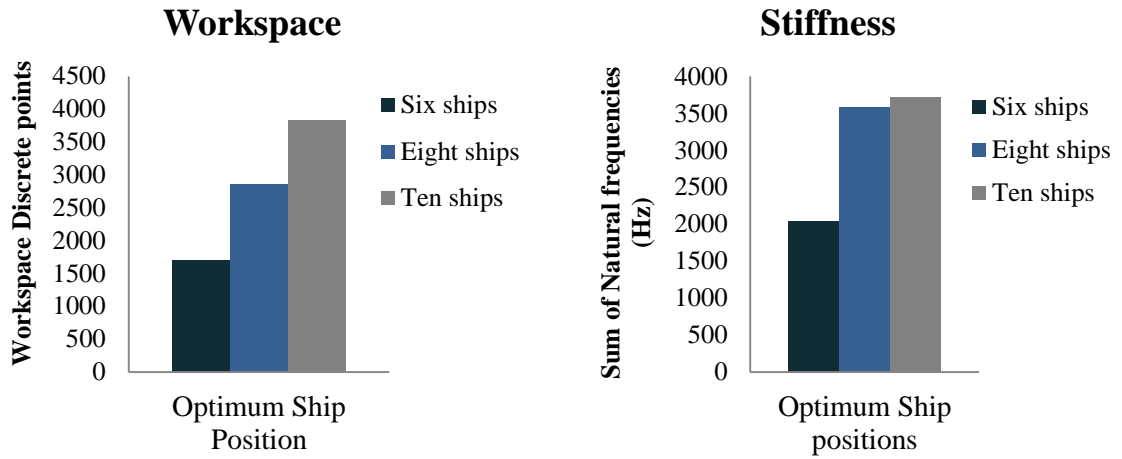 Workspace
Workspace Discrete points
4500
4000
3500
3000
2500
2000
1500
1000
500
0
Six ships
Eight ships
Ten ships
Optimum Ship
Position
Stiffness
Sum of Natural frequencies
(Hz)
4000
3500
3000
2500
2000
1500
1000
500
0
Six ships
Eight ships
Ten ships
Optimum Ship
positions